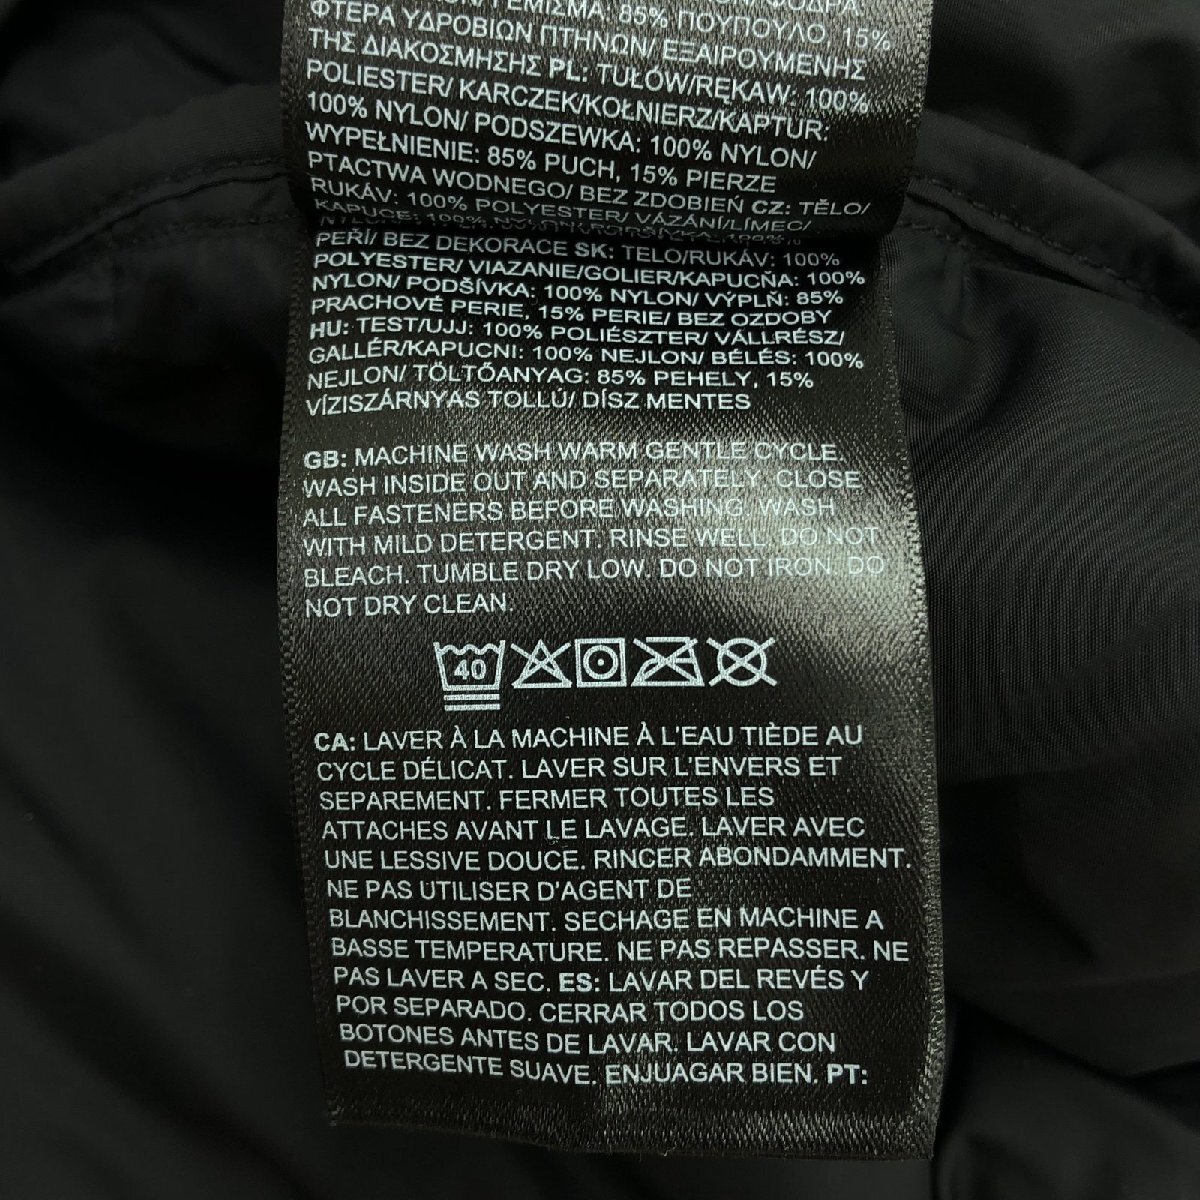 ΓΕΜΙΣΜΑ: 85% ΠΟΥΠΟΥΛΟ, 15%
ΦΤΕΡΑ ΥΔΡΟΒΙΩΝ ΠΤΗΝΩΝ/ ΕΞΑΙΡΟΥΜΕΝΗΣ
ΤΗΣ ΔΙΑΚΟΣΜΗΣΗΣ PL: TUŁÓW/RĘKAW: 100%
POLIESTER/ KARCZEK/KOŁNIERZ/KAPTUR:
100% NYLON/ PODSZEWKA: 100% NYLON/
WYPEŁNIENIE: 85% PUCH, 15% PIERZE
PTACTWA WODNEGO/ BEZ ZDOBIEŃ CZ: TĚLO/
RUKÁV: 100% POLYESTER/ VÁZÁNÍ/LÍMEC/
KAPUCE: 100% NYLON/ PODŠÍVKA: 100%
PEŘÍ/ BEZ DEKORACE SK: TELO/RUKÁV: 100%
POLYESTER/ VIAZANIE/GOLIER/KAPUCŇA: 100%
NYLON/ PODŠÍVKA: 100% NYLON/ VÝPLŇ: 85%
PRACHOVÉ PERIE, 15% PERIE/ BEZ OZDOBY
HU: TEST/UJJ: 100% POLIÉSZTER/ VÁLLRÉSZ/
GALLÉR/KAPUCNI: 100% NEJLON/ BÉLÉS: 100%
NEJLON/ TÖLTŐANYAG: 85% PEHELY, 15%
VÍZISZÁRNYAS TOLLÚ/ DÍSZ MENTES
GB: MACHINE WASH WARM GENTLE CYCLE.
WASH INSIDE OUT AND SEPARATELY. CLOSE
ALL FASTENERS BEFORE WASHING. WASH
WITH MILD DETERGENT. RINSE WELL. DO NOT
BLEACH. TUMBLE DRY LOW. DO NOT IRON. DO
NOT DRY CLEAN.
40
CA: LAVER À LA MACHINE À L'EAU TIÈDE AU
CYCLE DÉLICAT. LAVER SUR L'ENVERS ET
SEPAREMENT. FERMER TOUTES LES
ATTACHES AVANT LE LAVAGE. LAVER AVEC
UNE LESSIVE DOUCE. RINCER ABONDAMMENT.
NE PAS UTILISER D'AGENT DE
BLANCHISSEMENT. SECHAGE EN MACHINE A
BASSE TEMPERATURE. NE PAS REPASSER. NE
PAS LAVER A SEC. ES: LAVAR DEL REVÉS Y
POR SEPARADO. CERRAR TODOS LOS
BOTONES ANTES DE LAVAR. LAVAR CON
DETERGENTE SUAVE. ENJUAGAR BIEN. PT: